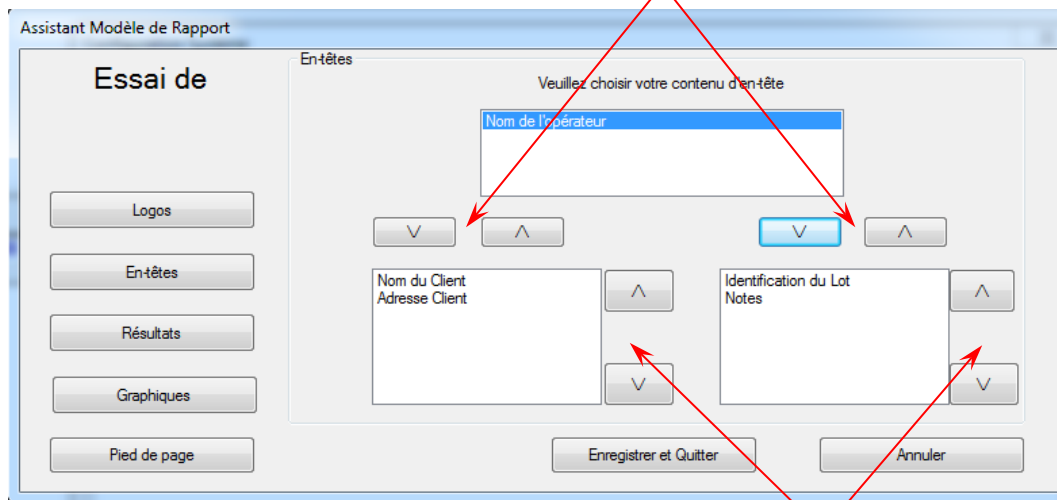 Assistant Modèle de Rapport
Essai de
En-têtes
Veuillez choisir votre contenu d'en-tête
Nom de l'opérateur
Logos
En-têtes
Résultats
Graphiques
Pied de page
V
Λ
V
Λ
Nom du Client
Adresse Client
Λ
V
Identification du Lot
Notes
Λ
V
Enregistrer et Quitter
Annuler